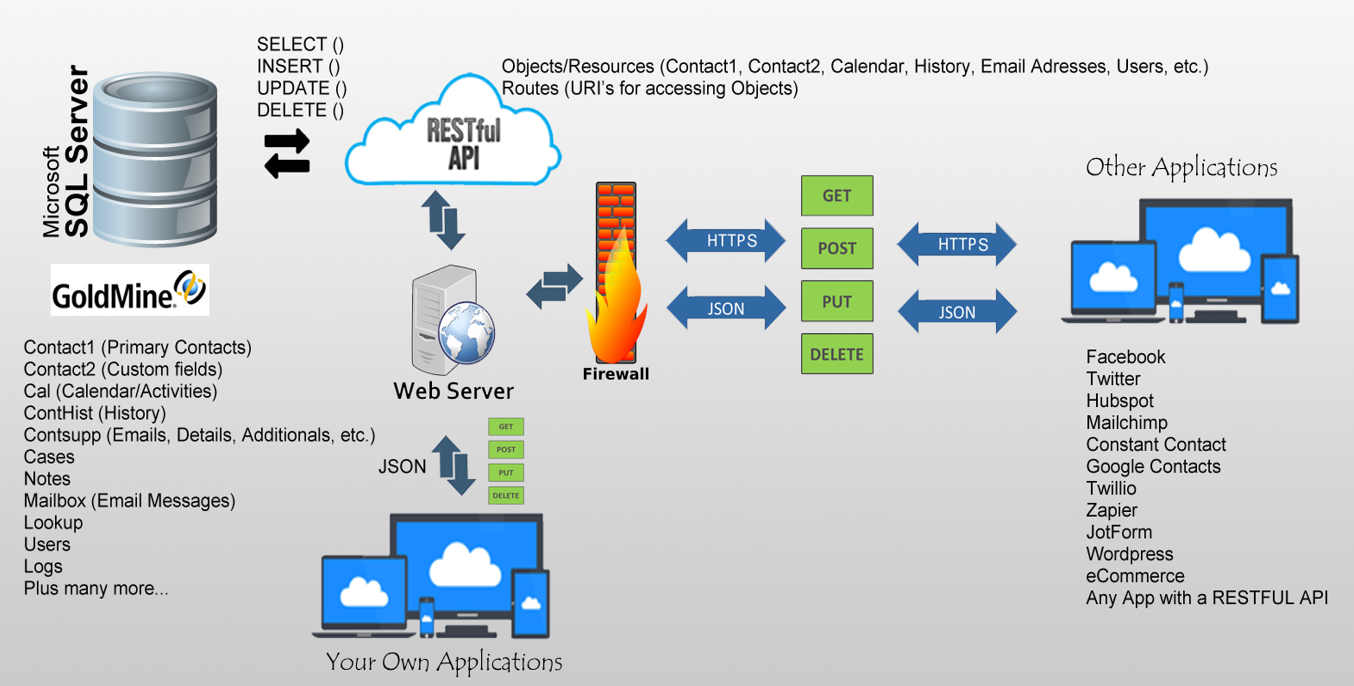 SELECT ()
INSERT ()
UPDATE ()
DELETE ()
Microsoft
SQL Server
RESTful
API
Objects/Resources (Contact1, Contact2, Calendar, History, Email Adresses, Users, etc.)
Routes (URI's for accessing Objects)
GoldMine®
Contact1 (Primary Contacts)
Contact2 (Custom fields)
Cal (Calendar/Activities)
ContHist (History)
Contsupp (Emails, Details, Additionals, etc.)
Cases
Notes
Mailbox (Email Messages)
Lookup
Users
Logs
Plus many more...
Web Server
Firewall
HTTPS
JSON
GET
POST
PUT
DELETE
HTTPS
JSON
JSON
GET
POST
PUT
DELETE
Your Own Applications
Other Applications
Facebook
Twitter
Hubspot
Mailchimp
Constant Contact
Google Contacts
Twillio
Zapier
JotForm
Wordpress
eCommerce
Any App with a RESTFUL API